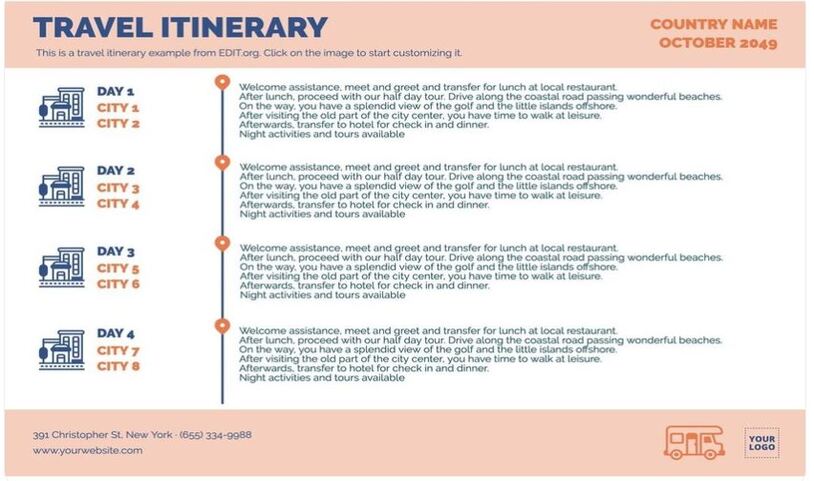 TRAVEL ITINERARY
This is a travel itinerary example from EDIT.org. Click on the image to start customizing it.
COUNTRY NAME
OCTOBER 2049
DAY 1
CITY 1
CITY 2
Welcome assistance, meet and greet and transfer for lunch at local restaurant.
After lunch, proceed with our half day tour. Drive along the coastal road passing wonderful beaches.
On the way, you have a splendid view of the golf and the little islands offshore.
After visiting the old part of the city center, you have time to walk at leisure.
Afterwards, transfer to hotel for check in and dinner.
Night activities and tours available
DAY 2
CITY 3
CITY 4
Welcome assistance, meet and greet and transfer for lunch at local restaurant.
After lunch, proceed with our half day tour. Drive along the coastal road passing wonderful beaches.
On the way, you have a splendid view of the golf and the little islands offshore.
After visiting the old part of the city center, you have time to walk at leisure.
Afterwards, transfer to hotel for check in and dinner.
Night activities and tours available
DAY 3
CITY 5
CITY 6
Welcome assistance, meet and greet and transfer for lunch at local restaurant.
After lunch, proceed with our half day tour. Drive along the coastal road passing wonderful beaches.
On the way, you have a splendid view of the golf and the little islands offshore.
After visiting the old part of the city center, you have time to walk at leisure.
Afterwards, transfer to hotel for check in and dinner.
Night activities and tours available
DAY 4
CITY 7
CITY 8
Welcome assistance, meet and greet and transfer for lunch at local restaurant.
After lunch, proceed with our half day tour. Drive along the coastal road passing wonderful beaches.
On the way, you have a splendid view of the golf and the little islands offshore.
After visiting the old part of the city center, you have time to walk at leisure.
Afterwards, transfer to hotel for check in and dinner.
Night activities and tours available
391 Christopher St, New York · (655) 334-9988
www.yourwebsite.com
YOUR
LOGO